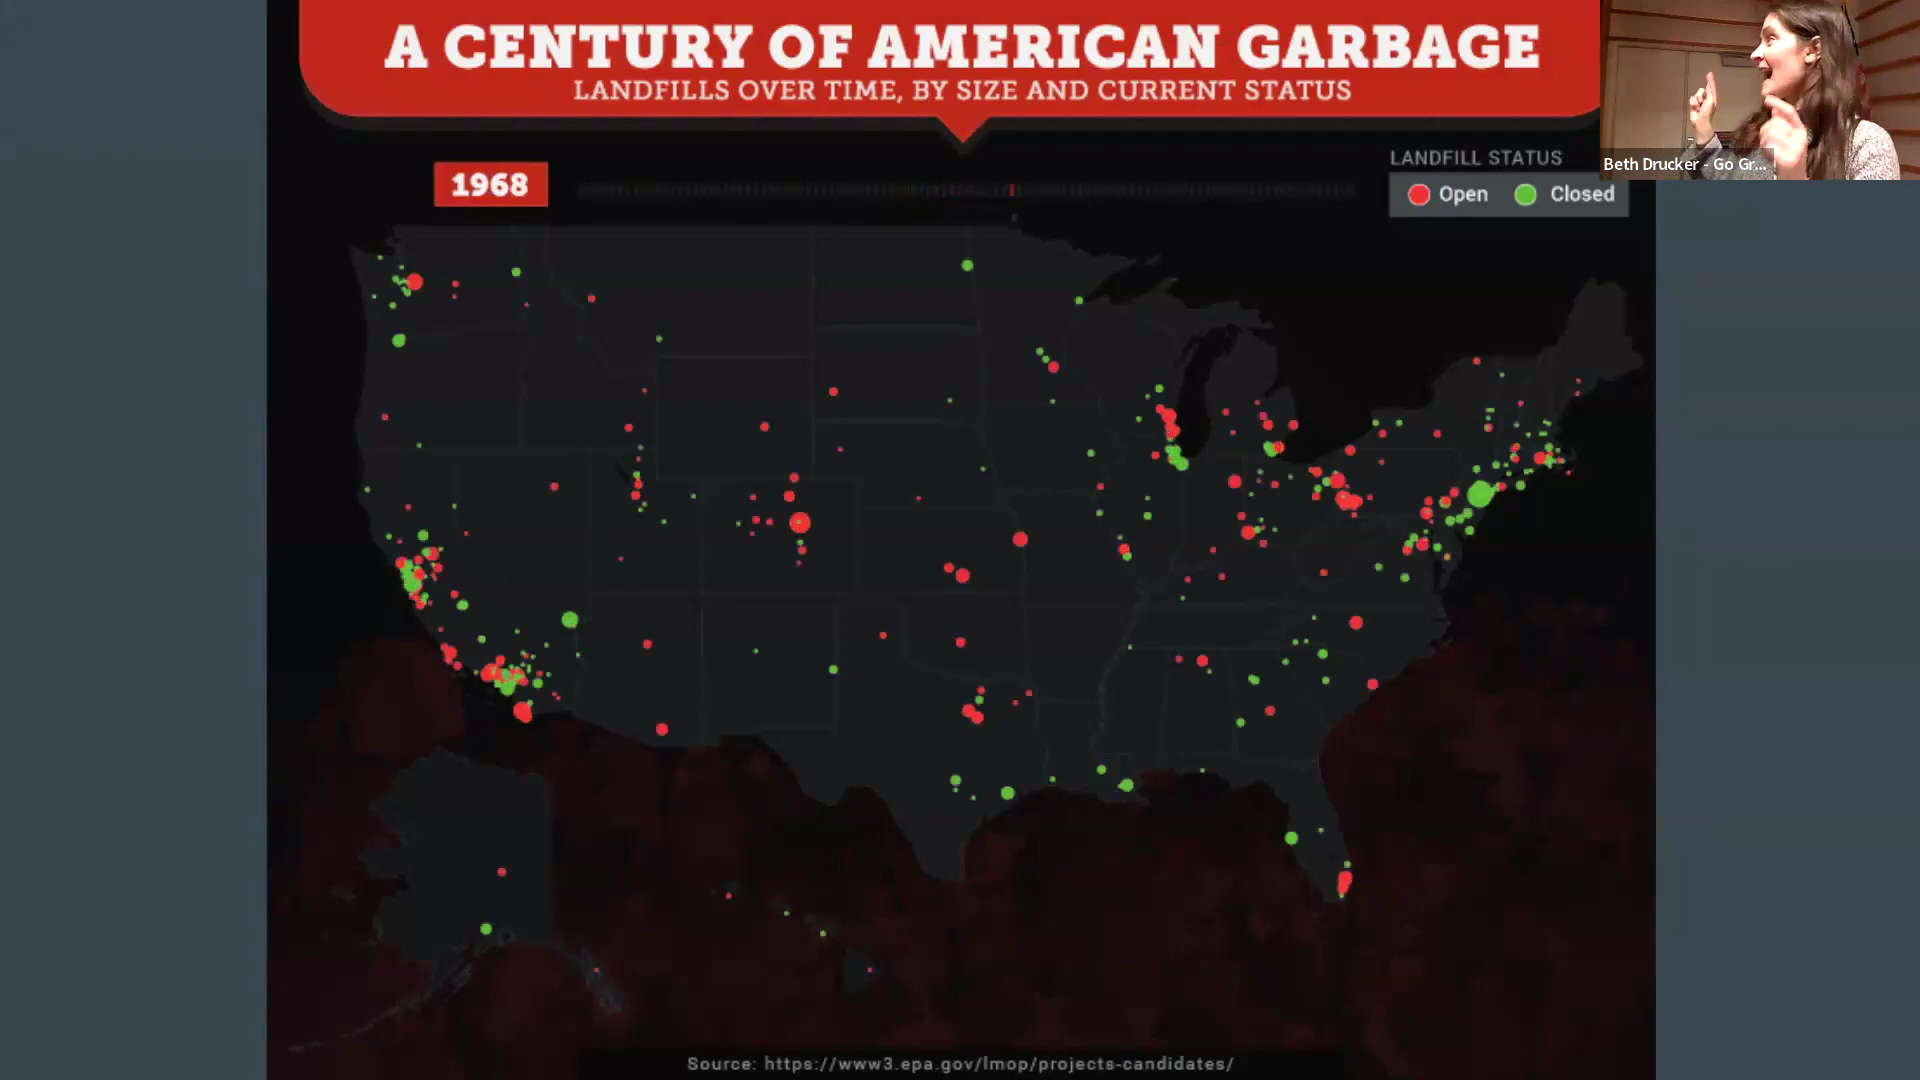 A CENTURY OF AMERICAN GARBAGE
LANDFILLS OVER TIME, BY SIZE AND CURRENT STATUS
Beth Drucker - Go Gr...
1968
LANDFILL STATUS
Open
Closed
Source: https://www3.epa.gov/lmop/projects-candidates/